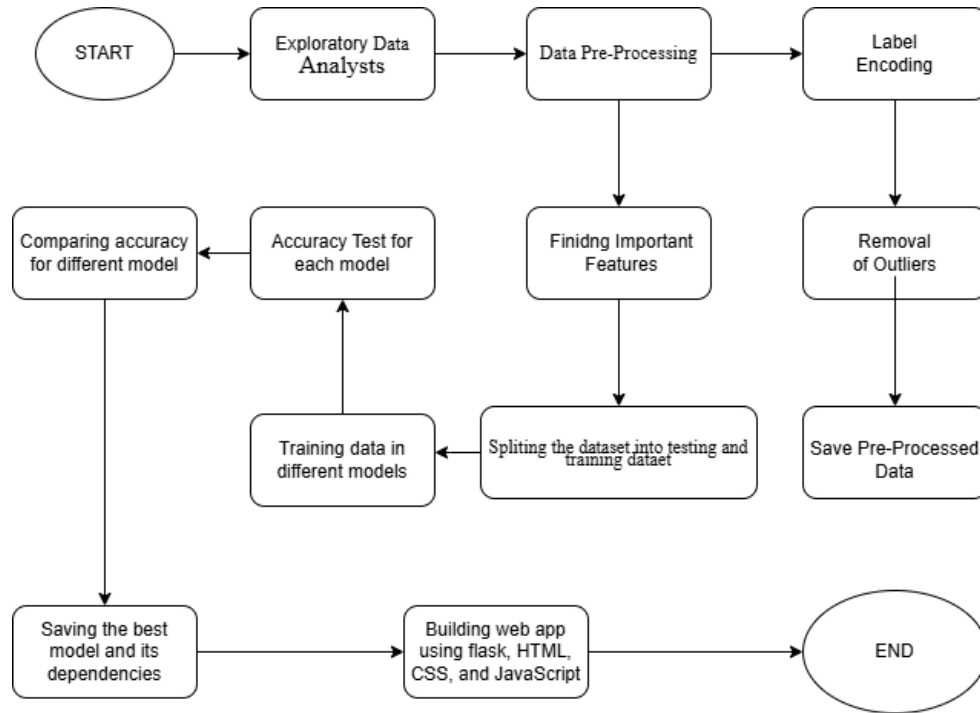 START
Exploratory Data
Analysts
Data Pre-Processing
Label
Encoding
Comparing accuracy
for different model
Accuracy Test for
each model
Finidng Important
Features
Removal
of Outliers
Training data in
different models
Spliting the dataset into testing and
training dataet
Save Pre-Processed
Data
Saving the best
model and its
dependencies
Building web app
using flask, HTML,
CSS, and JavaScript
END